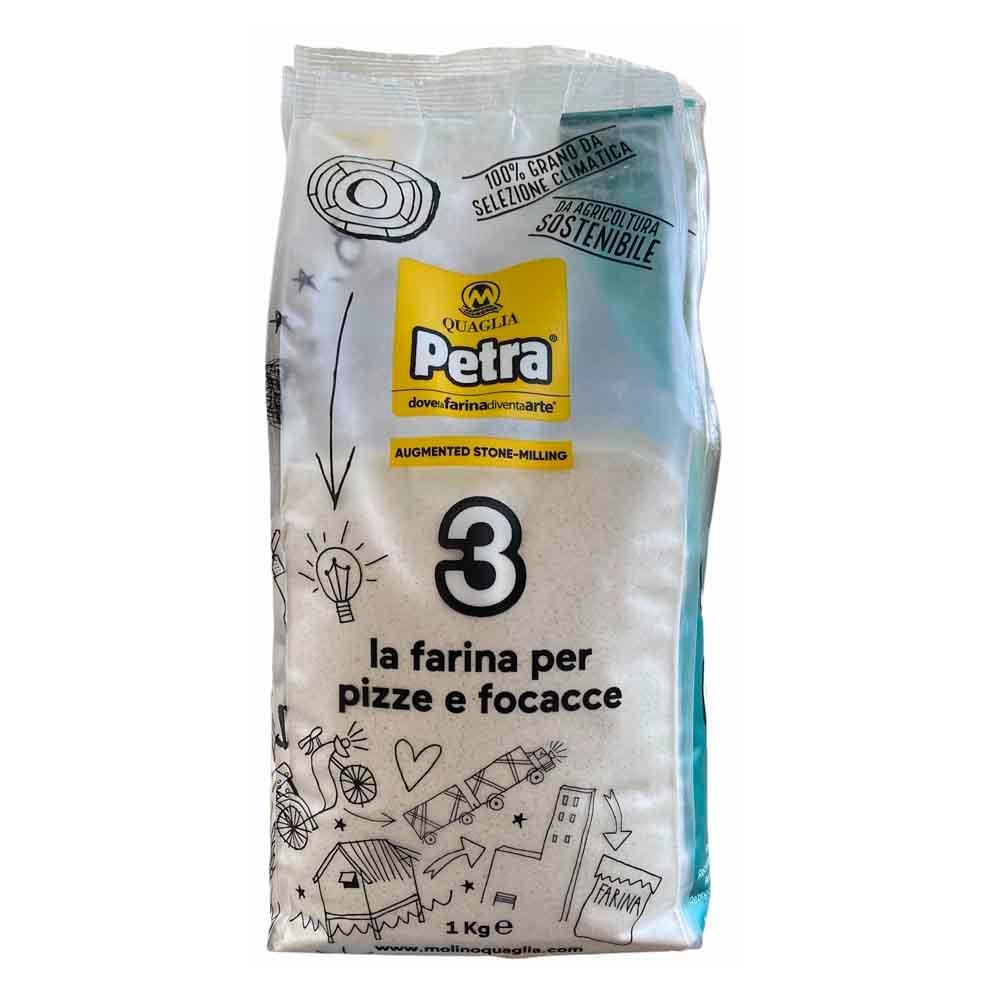 100% GRANO DA
SELEZIONE CLIMATICA
DA AGRICOLTURA
SOSTENIBILE
M
QUAGLIA
Petra®
dovelafarinadiventaarte®
AUGMENTED STONE-MILLING
3
la farina per
pizze e focacce
FARINA
1 Kg e
www.molinoquaglia.com